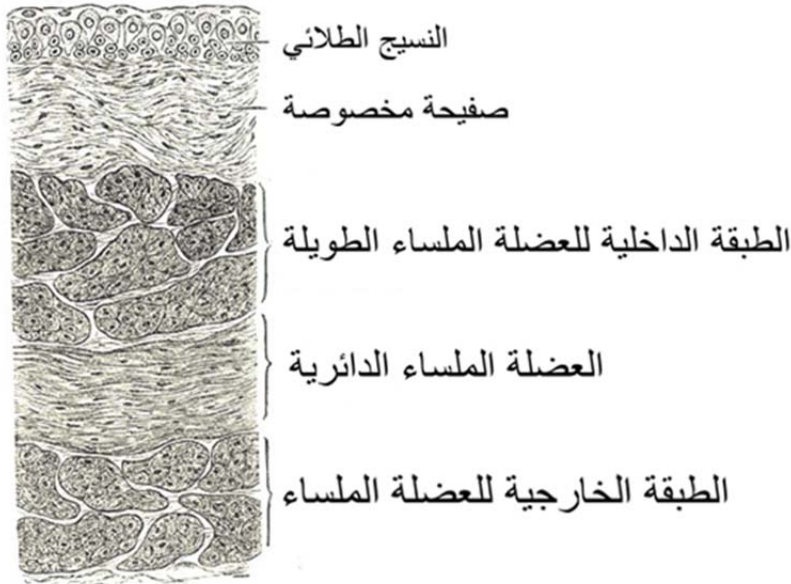 النسيج الطلائي
صفيحة مخصوصة
الطبقة الداخلية للعضلة الملساء الطويلة
العضلة الملساء الدائرية
الطبقة الخارجية للعضلة الملساء